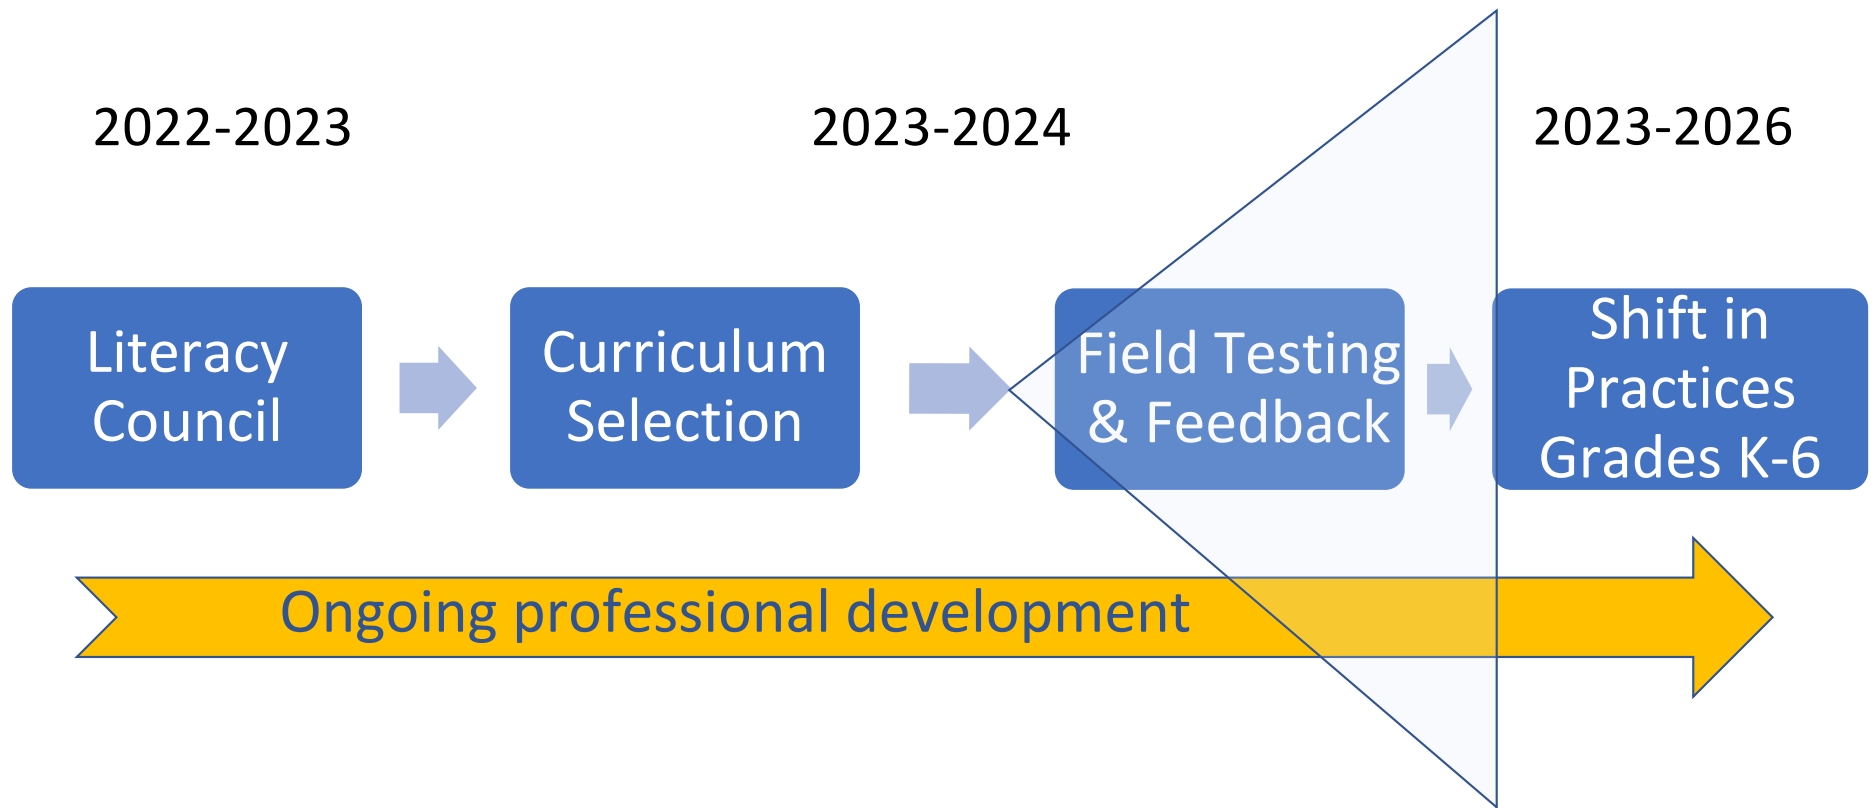 2022-2023
2023-2024
2023-2026
Literacy
Council
Curriculum
Selection
Field Testing
& Feedback
Shift in
Practices
Grades K-6
Ongoing professional development